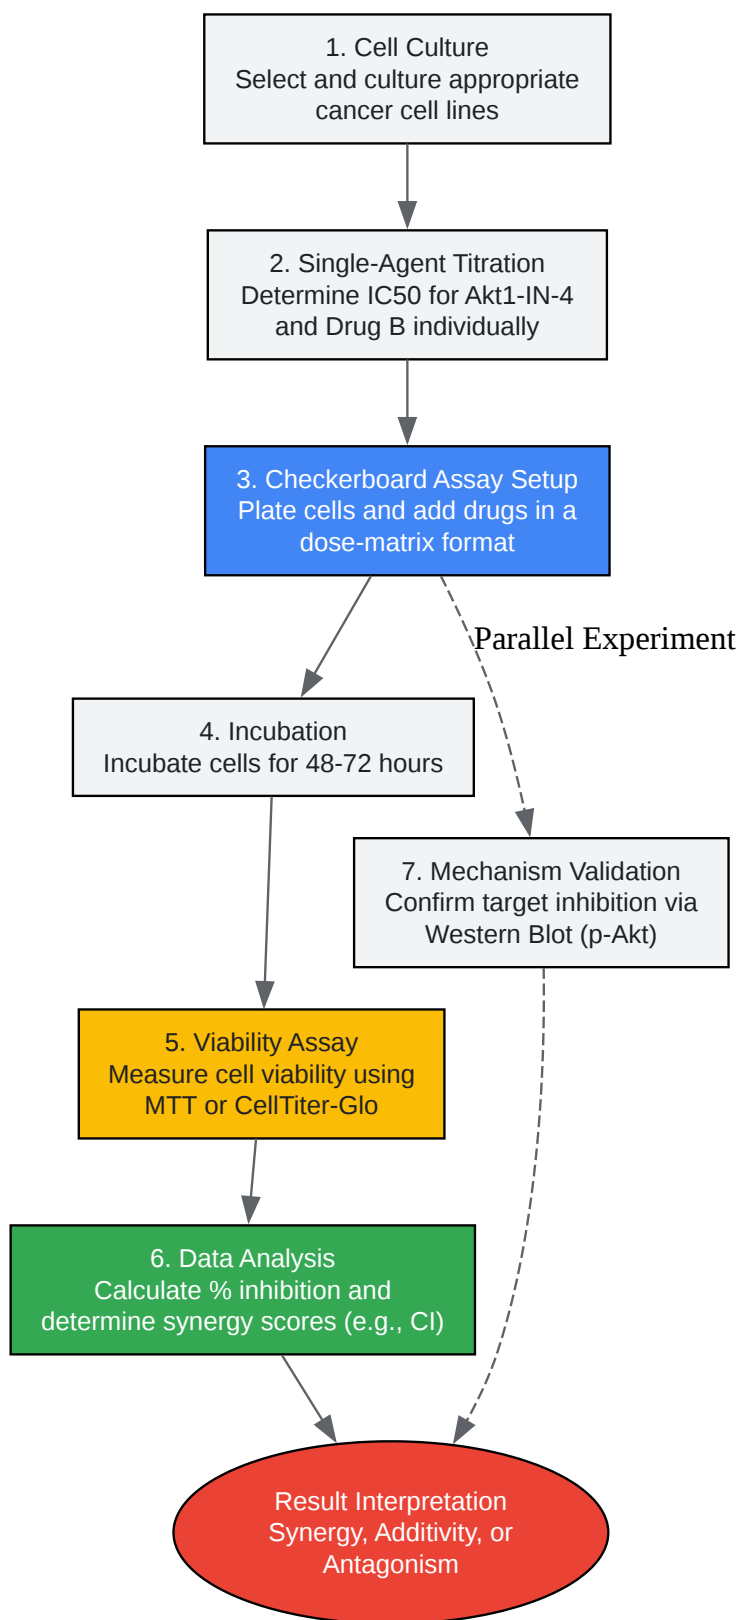 1. Cell Culture
Select and culture appropriate
cancer cell lines
2. Single-Agent Titration
Determine IC50 for Akt1-IN-4
and Drug B individually
3. Checkerboard Assay Setup
Plate cells and add drugs in a
dose-matrix format
Parallel Experiment
4. Incubation
Incubate cells for 48-72 hours
7. Mechanism Validation
Confirm target inhibition via
Western Blot (p-Akt)
5. Viability Assay
Measure cell viability using
MTT or CellTiter-Glo
6. Data Analysis
Calculate % inhibition and
determine synergy scores (e.g., CI)
Result Interpretation
Synergy, Additivity, or
Antagonism